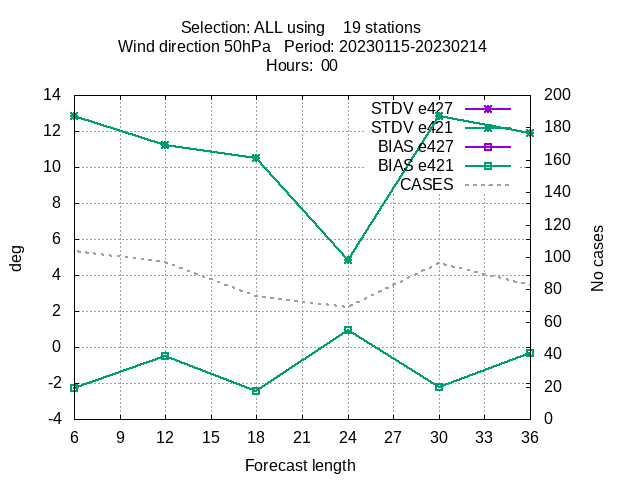 Selection: ALL using    19 stations
Wind direction 50hPa   Period: 20230115-20230214
Hours:  00
14 200
STDV e427
12 STDV e421 180
BIAS e427 160
10 BIAS e421
CASES 140
8
120
6
100
4
80
2
60
0
40
-2
20
-4 0
deg
No cases
6 9 12 15 18 21 24 27 30 33 36
Forecast length